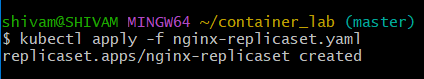 shivam@SHIVAM MINGW64 ~/container_lab (master)
$ kubectl apply -f nginx-replicaset.yaml
replicaset.apps/nginx-replicaset created